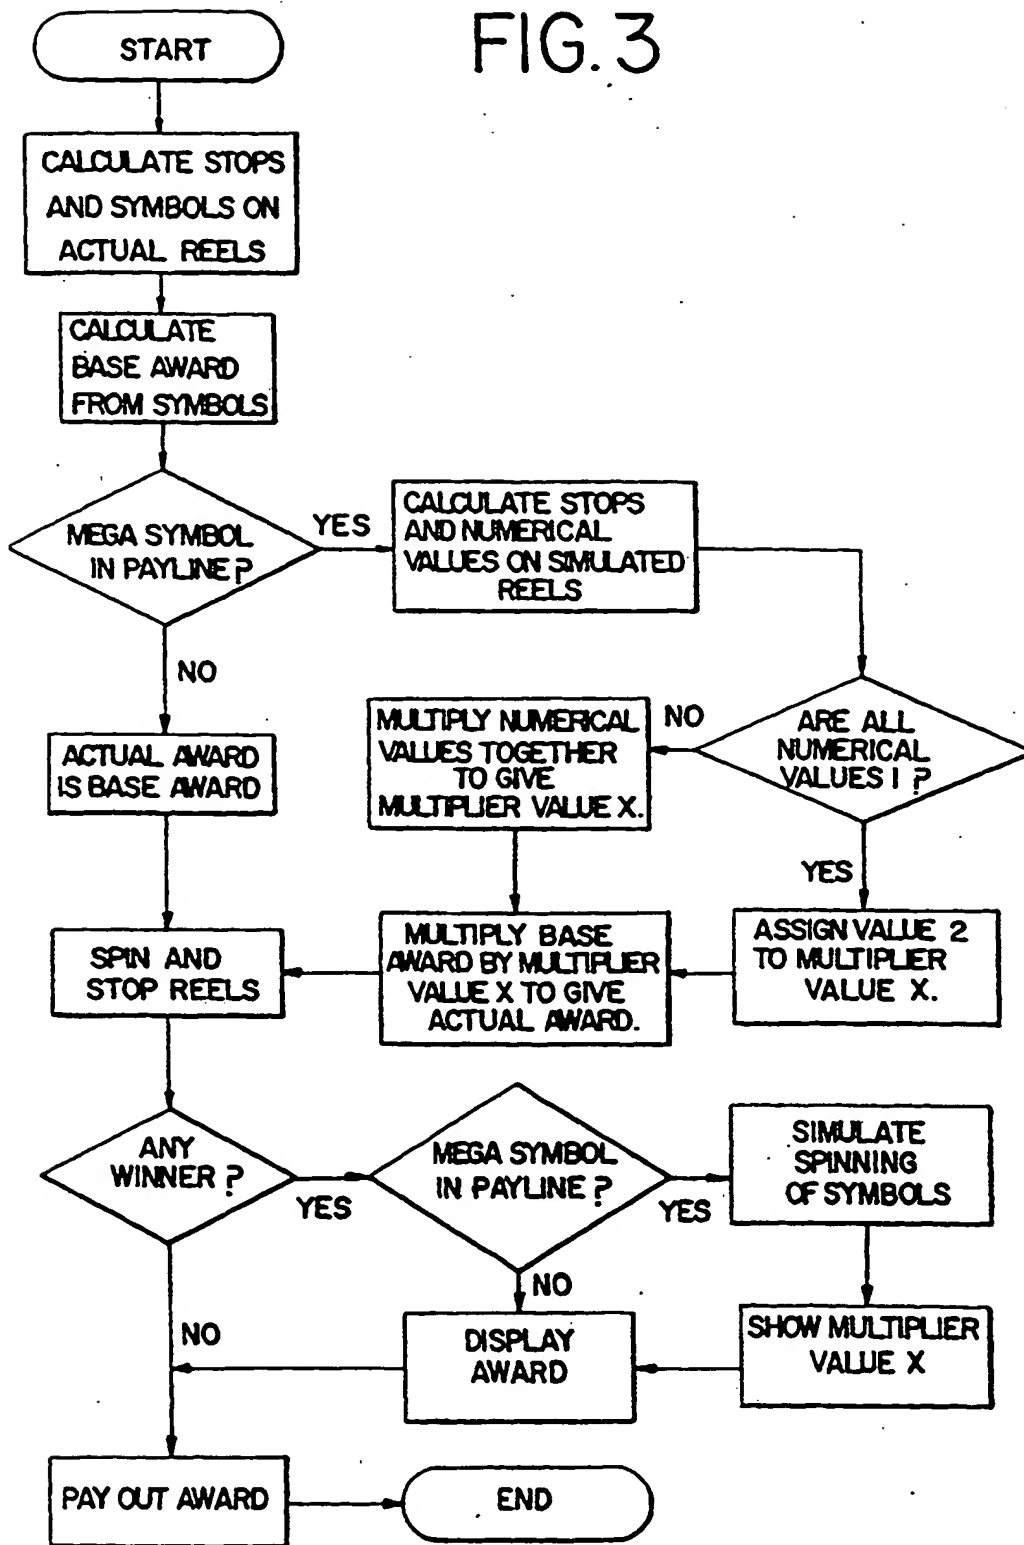 FIG. 3
START
CALCULATE STOPS
AND SYMBOLS ON
ACTUAL REELS
CALCULATE
BASE AWARD
FROM SYMBOLS
MEGA SYMBOL
IN PAYLINE?
YES
CALCULATE STOPS
AND NUMERICAL
VALUES ON SIMULATED
REELS
NO
ARE ALL
NUMERICAL
VALUES 1?
NO
MULTIPLY NUMERICAL
VALUES TOGETHER
TO GIVE
MULTIPLIER VALUE X.
ACTUAL AWARD
IS BASE AWARD
YES
ASSIGN VALUE 2
TO MULTIPLIER
VALUE X.
MULTIPLY BASE
AWARD BY MULTIPLIER
VALUE X TO GIVE
ACTUAL AWARD.
SPIN AND
STOP REELS
ANY
WINNER?
YES
MEGA SYMBOL
IN PAYLINE?
YES
SIMULATE
SPINNING
OF SYMBOLS
NO
NO
DISPLAY
AWARD
SHOW MULTIPLIER
VALUE X
PAY OUT AWARD
END